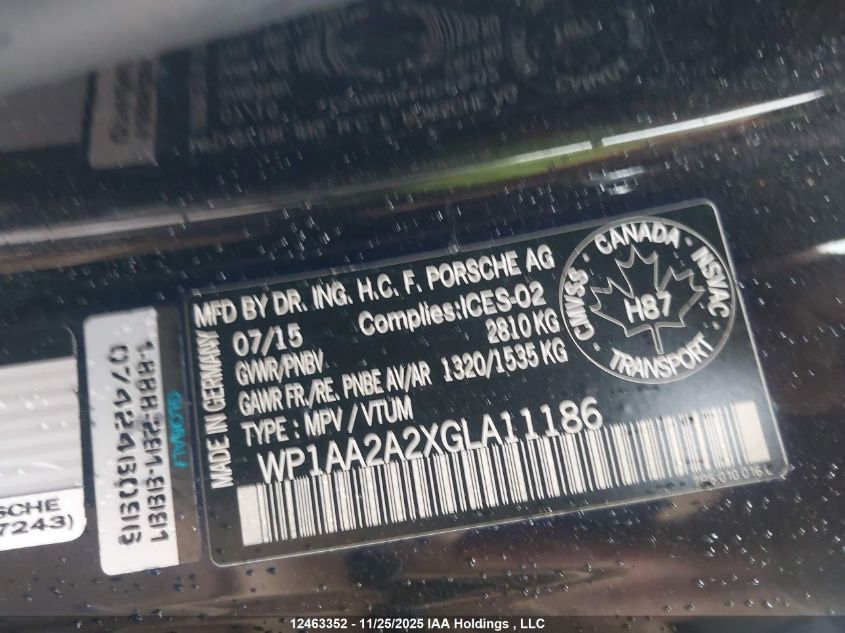 MFD BY DR. ING. H.C. F. PORSCHE AG
07/15 Complies:ICES-02
GVWR/PNBV 2810 KG
GAWR FR./RE. PNBE AV/AR 1320/1535 KG
TYPE : MPV / VTUM
WP1AA2A2XGLA11186
MADE IN GERMANY
CANADA
CMVSS · NSVAC
H87
TRANSPORT
GLOBALI
SCHE
7243)
12463352 - 11/25/2025 IAA Holdings , LLC